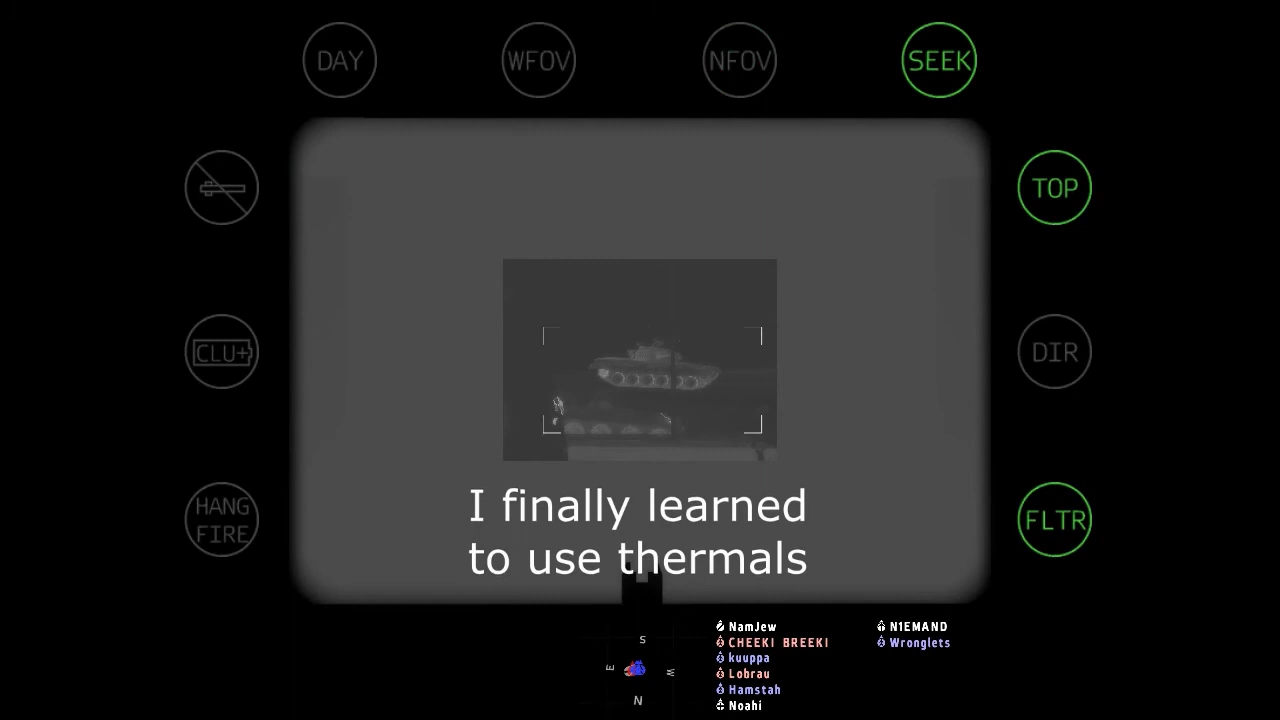 DAY
WFOV
NFOV
SEEK
TOP
CLU+
DIR
HANG
FIRE
FLTR
I finally learned
to use thermals
S
E
W
N
NamJew
CHEEKI BREEKI
kuuppa
Lobrau
Hamstah
Noahi
N1EMAND
Wronglets